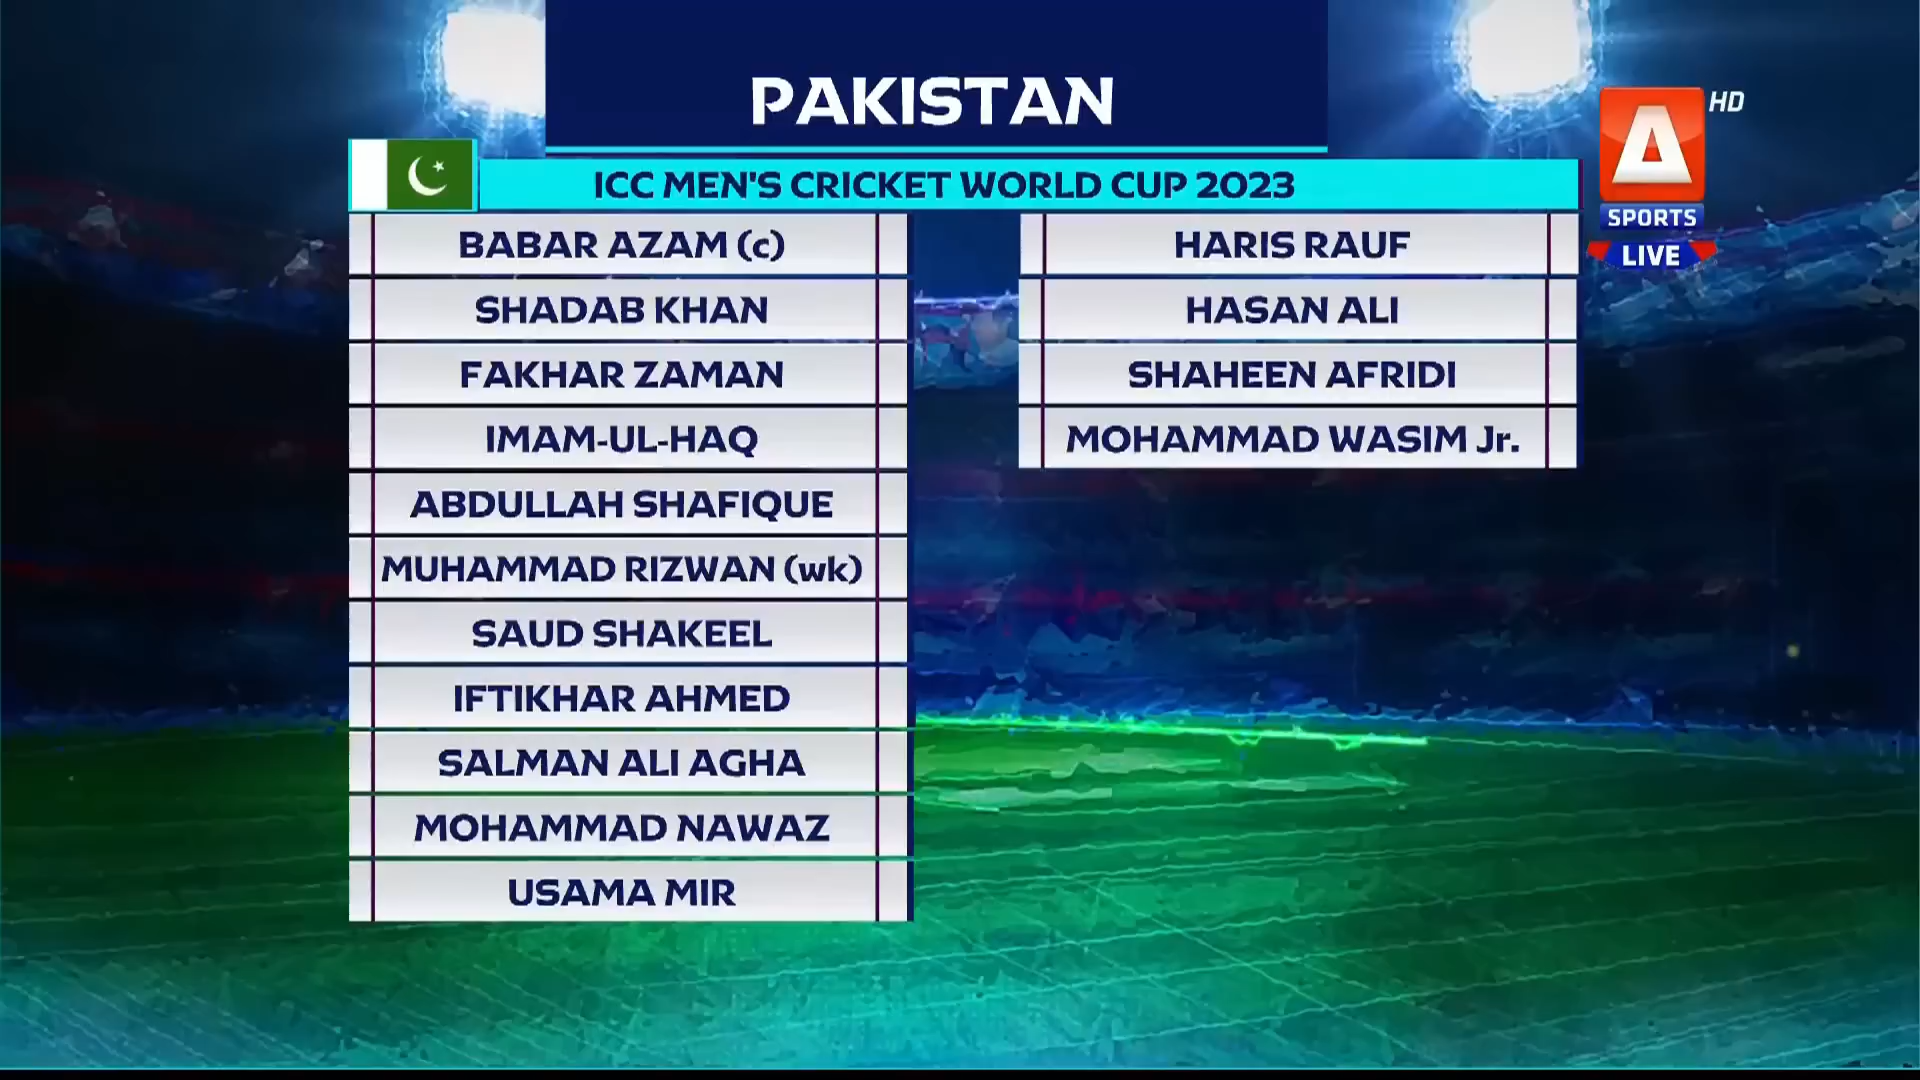 PAKISTAN
ICC MEN'S CRICKET WORLD CUP 2023
BABAR AZAM (c)
SHADAB KHAN
FAKHAR ZAMAN
IMAM-UL-HAQ
ABDULLAH SHAFIQUE
MUHAMMAD RIZWAN (wk)
SAUD SHAKEEL
IFTIKHAR AHMED
SALMAN ALI AGHA
MOHAMMAD NAWAZ
USAMA MIR
HARIS RAUF
HASAN ALI
SHAHEEN AFRIDI
MOHAMMAD WASIM Jr.
A HD
SPORTS
LIVE